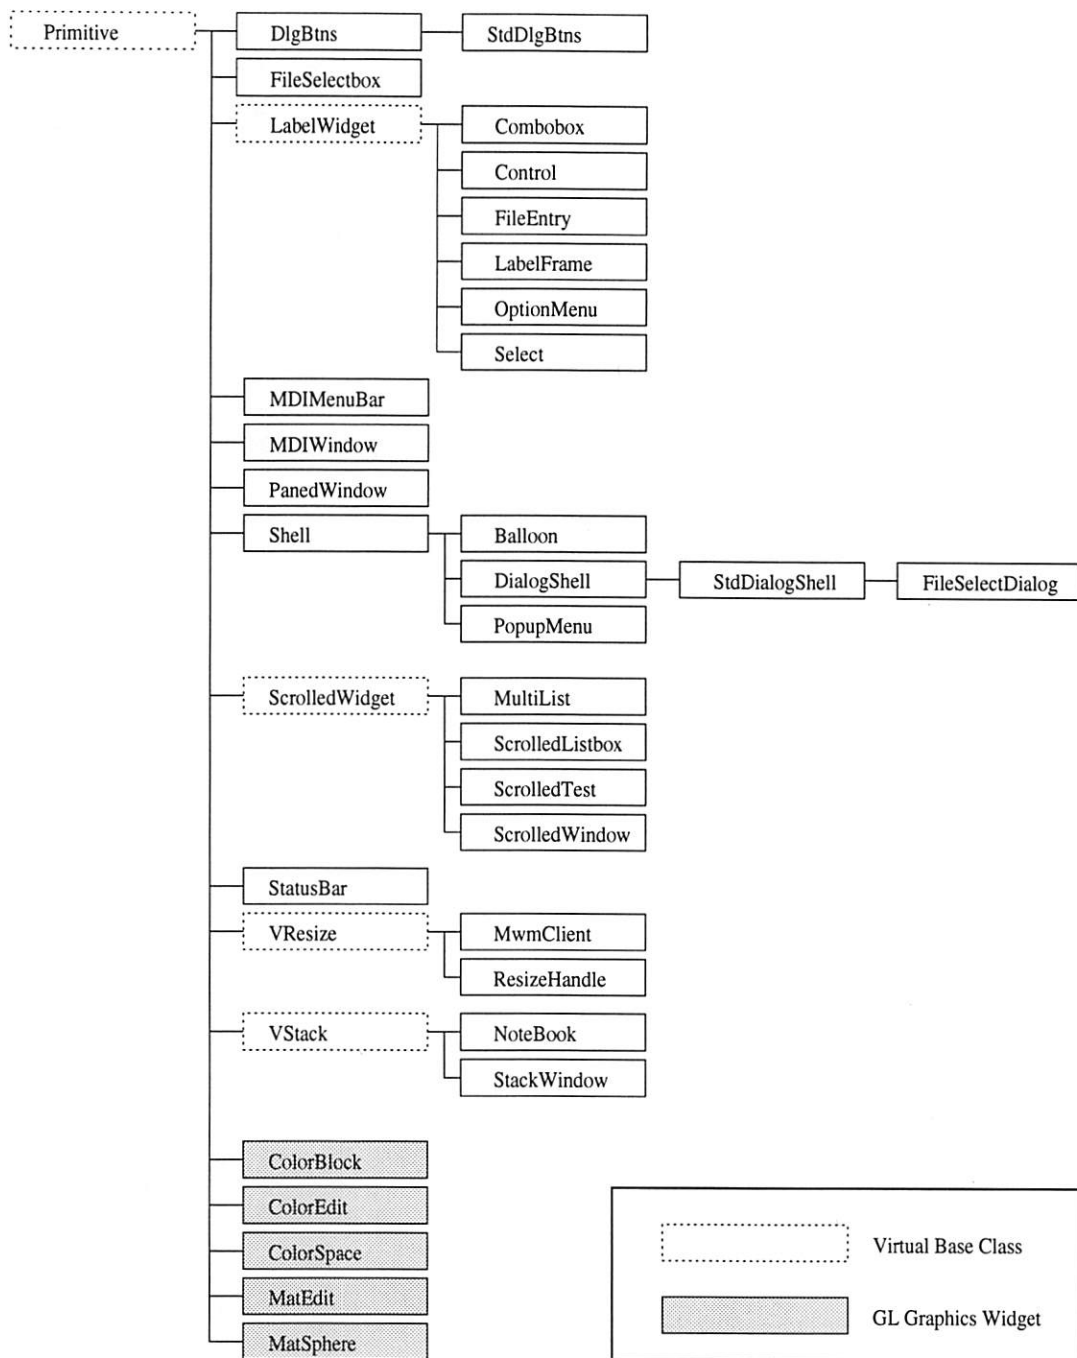 Primitive
DlgBtns
StdDlgBtns
FileSelectbox
LabelWidget
Combobox
Control
FileEntry
LabelFrame
OptionMenu
Select
MDIMenuBar
MDIWindow
PanedWindow
Shell
Balloon
DialogShell
StdDialogShell
FileSelectDialog
PopupMenu
ScrolledWidget
MultiList
ScrolledListbox
ScrolledTest
ScrolledWindow
StatusBar
VResize
MwmClient
ResizeHandle
VStack
NoteBook
StackWindow
ColorBlock
ColorEdit
ColorSpace
MatEdit
MatSphere
Virtual Base Class
GL Graphics Widget